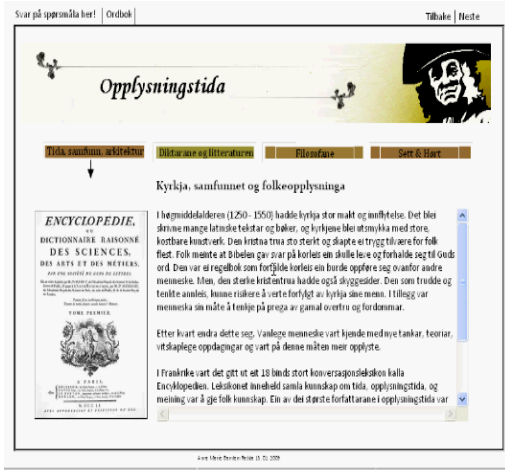 Svar på spørsmåla her! Ordbok Tilbake Neste
Opplysningstida
Tida, samfunn, arkitektur Diktarane og litteraturen Filosofane Sett & Hørt
Kyrkja, samfunnet og folkeopplysninga
I høgmiddelalderen (1250 - 1550) hadde kyrkja stor makt og innflytelse. Det blei
skrivne mange latinske tekstar og bøker, og kyrkjene blei utsmykka med store,
kostbare kunstverk. Den kristna trua sto sterkt og skapte ei trygg tilvære for folk
flest. Folk meinte at Bibelen gav svar på korleis ein skulle leve og forhalde seg til Guds
ord. Den var ei regelbok som fortalde korleis ein burde oppføre seg ovanfor andre
menneske. Men, den sterke kristentrua hadde også skyggesider. Den som trudde og
tenkte annleis, kunne risikere å verte forfylgt av kyrkja sine menn. I tillegg var
menneska sin måte å tenkje på prega av gamal overtru og fordommar.
Etter kvart endra dette seg. Vanlege menneske vart kjende med nye tankar, teoriar,
vitskaplege oppdagingar og vart på denne måten meir opplyste.
I Frankrike vart det gitt ut eit 18 binds stort konversasjonsleksikon kalla
Encyklopedien. Leksikonet inneheld samla kunnskap om tida, opplysningstida, og
meining var å gje folk kunnskap. Ein av dei største forfattarane i opplysningstida var
ENCYCLOPEDIE,
OU
DICTIONNAIRE RAISONNÉ
DES SCIENCES,
DES ARTS ET DES MÉTIERS,
PAR UNE SOCIÉTÉ DE GENS DE LETTRES.
TOME PREMIER.
A PARIS,
M. DCC. LI.